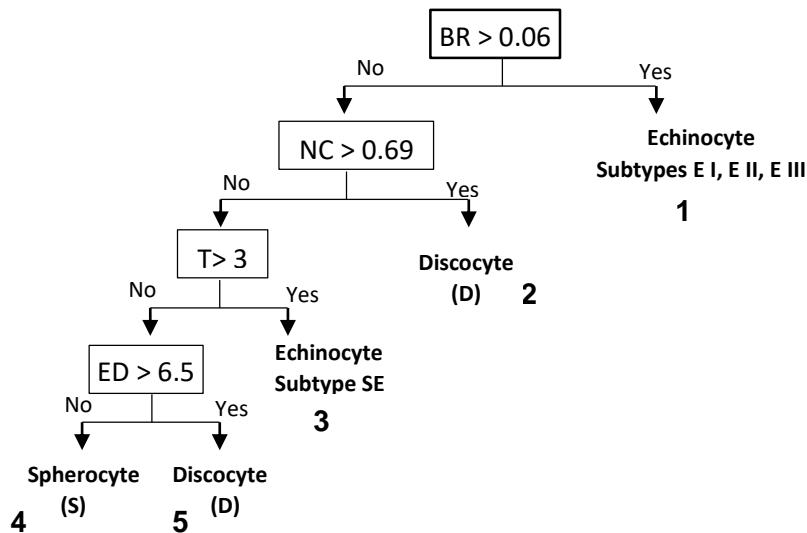 BR > 0.06
No
Yes
NC > 0.69
Echinocyte
Subtypes E I, E II, E III
1
No
Yes
T> 3
Discocyte
(D)
2
No
Yes
ED > 6.5
Echinocyte
Subtype SE
3
No
Yes
Spherocyte
(S)
4
Discocyte
(D)
5